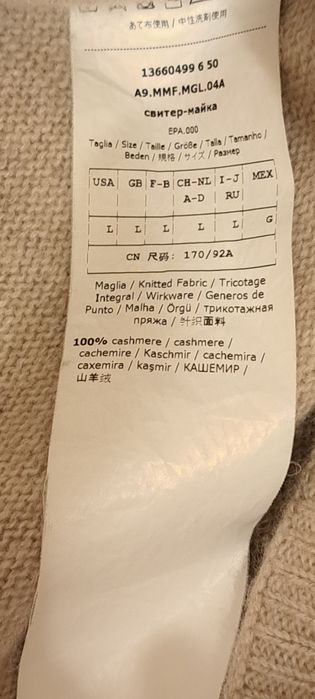 あて布使用 / 中性洗剤使用
13660499 6 50
A9.MMF.MGL.04A
свитер-майка
EPA.000
Taglia / Size / Taille / Größe / Talla / Tamanho /
Beden / 規格 / サイズ / Размер
USA GB F-B CH-NL I-J MEX
A-D RU
L L L L L G
CN 尺码: 170/92A
Maglia / Knitted Fabric / Tricotage
Integral / Wirkware / Generos de
Punto / Malha / Örgü / трикотажная
пряжа / 针织面料
100% cashmere / cashmere /
cachemire / Kaschmir / cachemira /
caxemira / kaşmir / КАШЕМИР /
山羊绒